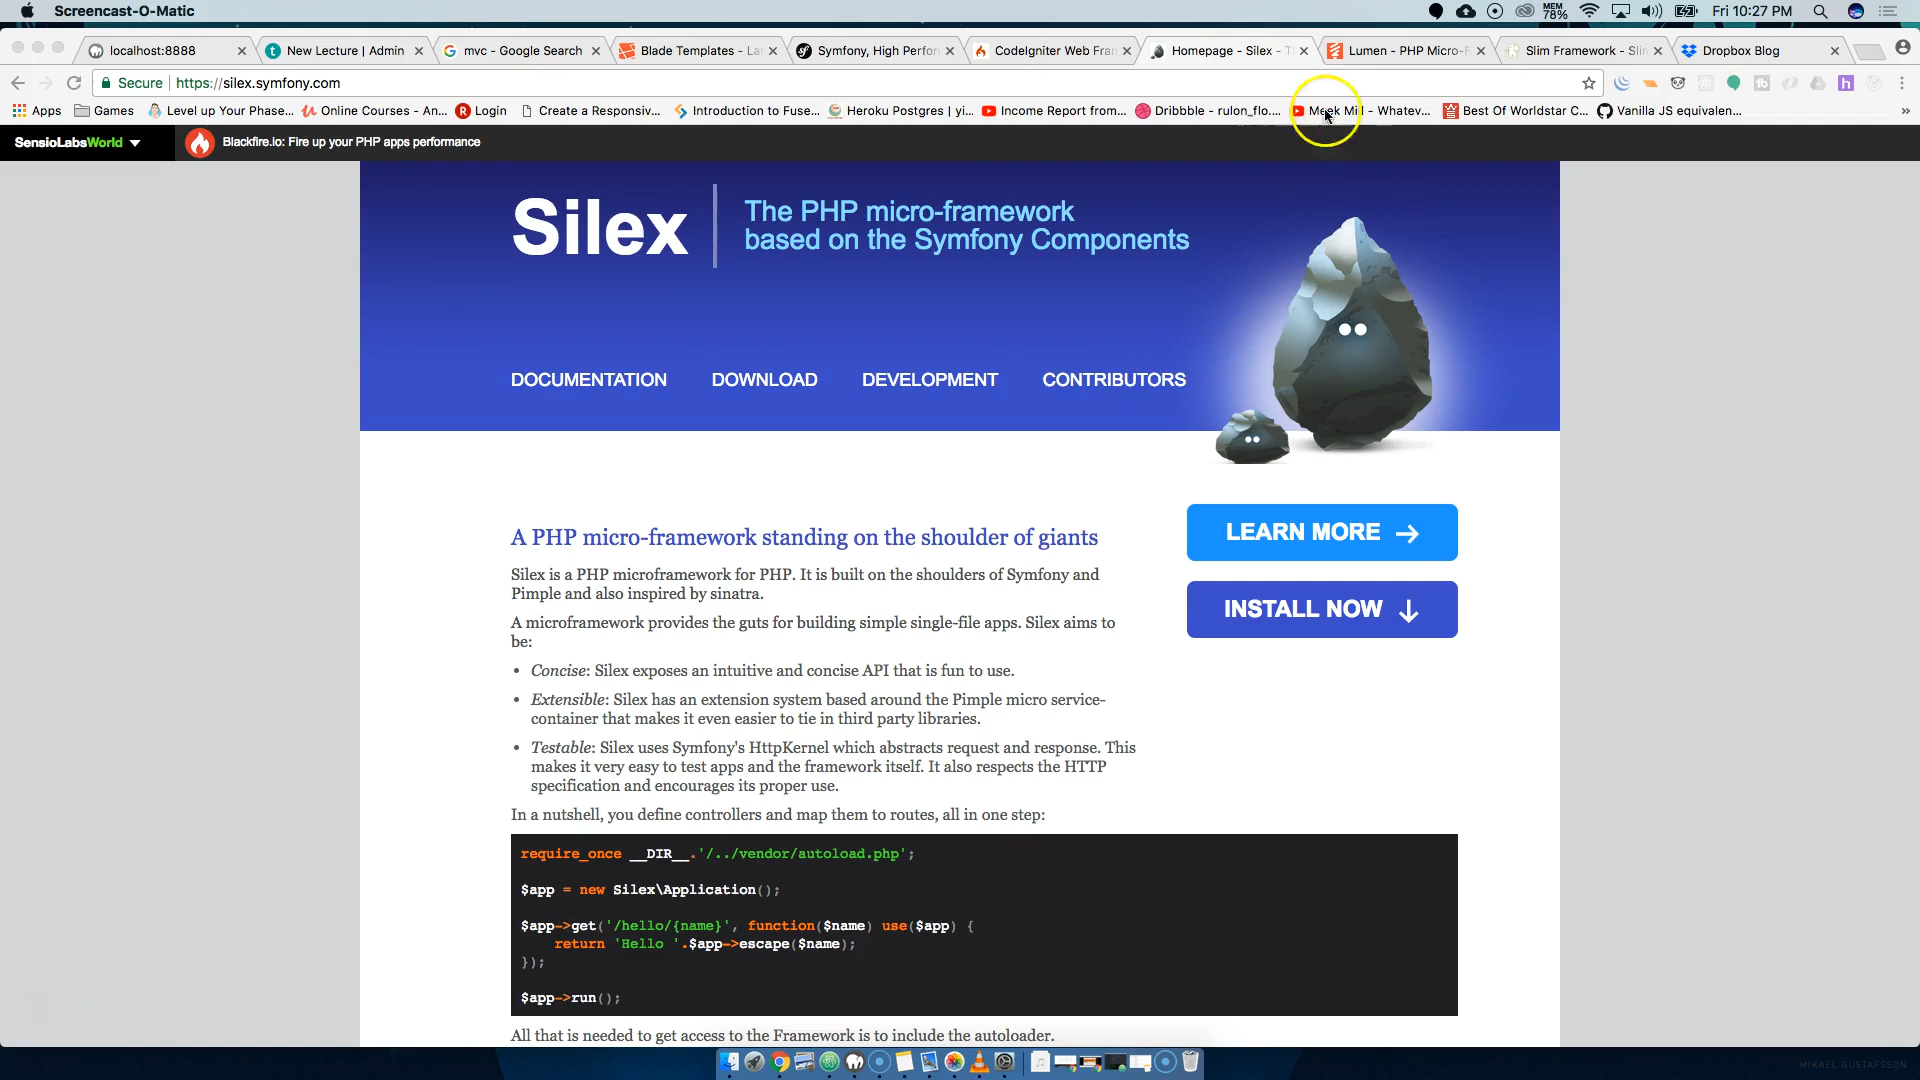 Screencast-O-Matic
MEM
78%
Fri 10:27 PM
localhost:8888
New Lecture | Admin
mvc - Google Search
Blade Templates - La
Symfony, High Perfor
CodeIgniter Web Fram
Homepage - Silex - T
Lumen - PHP Micro-F
Slim Framework - Slim
Dropbox Blog
Secure
https://silex.symfony.com
Apps
Games
Level up Your Phase...
Online Courses - An...
Login
Create a Responsiv...
Introduction to Fuse...
Heroku Postgres | yi...
Income Report from...
Dribbble - rulon_flo....
Meek Mill - Whatev...
Best Of Worldstar C...
Vanilla JS equivalen...
»
SensioLabsWorld
Blackfire.io: Fire up your PHP apps performance
Silex
The PHP micro-framework
based on the Symfony Components
DOCUMENTATION
DOWNLOAD
DEVELOPMENT
CONTRIBUTORS
A PHP micro-framework standing on the shoulder of giants
LEARN MORE →
INSTALL NOW ↓
Silex is a PHP microframework for PHP. It is built on the shoulders of Symfony and
Pimple and also inspired by sinatra.
A microframework provides the guts for building simple single-file apps. Silex aims to
be:
• Concise: Silex exposes an intuitive and concise API that is fun to use.
• Extensible: Silex has an extension system based around the Pimple micro service-
container that makes it even easier to tie in third party libraries.
• Testable: Silex uses Symfony's HttpKernel which abstracts request and response. This
makes it very easy to test apps and the framework itself. It also respects the HTTP
specification and encourages its proper use.
In a nutshell, you define controllers and map them to routes, all in one step:
require_once __DIR__.'/../vendor/autoload.php';
$app = new Silex\Application();
$app->get('/hello/{name}', function($name) use($app) {
return 'Hello '.$app->escape($name);
});
$app->run();
All that is needed to get access to the Framework is to include the autoloader.
MIKAEL GUSTAFSSON